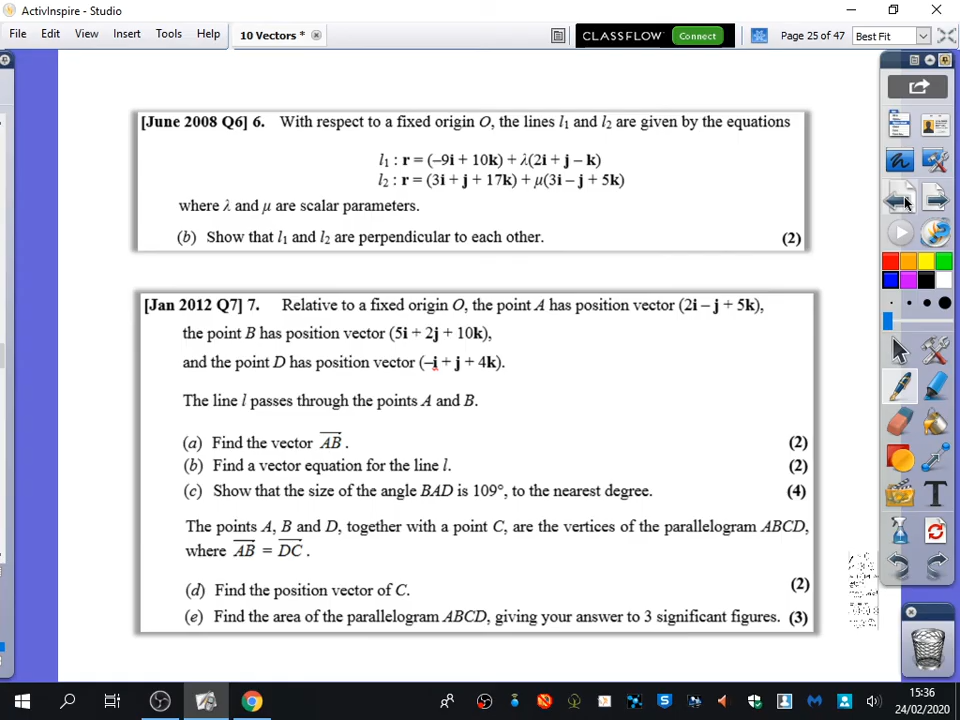 ActivInspire - Studio
File Edit View Insert Tools Help
10 Vectors *
CLASSFLOW Connect
Page 25 of 47
Best Fit
[June 2008 Q6] 6. With respect to a fixed origin O, the lines l₁ and l₂ are given by the equations
l₁ : r = (–9i + 10k) + λ(2i + j – k)
l₂ : r = (3i + j + 17k) + μ(3i – j + 5k)
where λ and μ are scalar parameters.
(b) Show that l₁ and l₂ are perpendicular to each other. (2)
[Jan 2012 Q7] 7. Relative to a fixed origin O, the point A has position vector (2i – j + 5k),
the point B has position vector (5i + 2j + 10k),
and the point D has position vector (–i + j + 4k).
The line l passes through the points A and B.
(a) Find the vector AB. (2)
(b) Find a vector equation for the line l. (2)
(c) Show that the size of the angle BAD is 109°, to the nearest degree. (4)
The points A, B and D, together with a point C, are the vertices of the parallelogram ABCD,
where AB = DC.
(d) Find the position vector of C. (2)
(e) Find the area of the parallelogram ABCD, giving your answer to 3 significant figures. (3)
15:36
24/02/2020